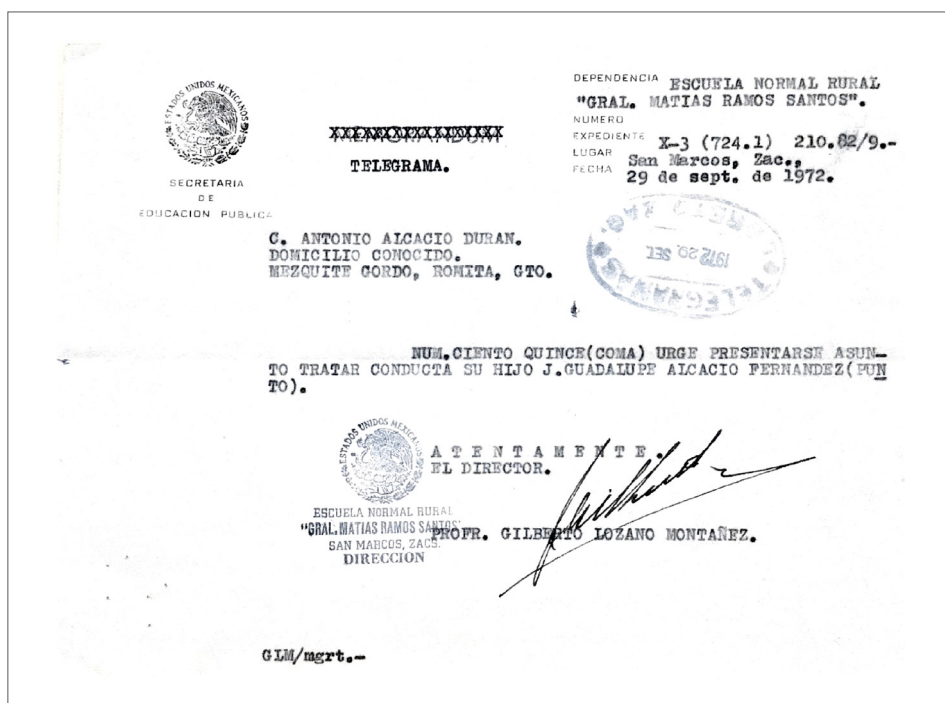 ESTADOS UNIDOS MEXICANOS
SECRETARIA
DE
EDUCACION PUBLICA
TELEGRAMA.
DEPENDENCIA ESCUELA NORMAL RURAL
"GRAL. MATIAS RAMOS SANTOS".
NUMERO
EXPEDIENTE X-3 (724.1) 210.82/9.-
LUGAR San Marcos, Zac.,
FECHA 29 de sept. de 1972.
TELEGRAFOS
1972 29 SEL
C. ANTONIO ALCACIO DURAN.
DOMICILIO CONOCIDO.
MEZQUITE GORDO, ROMITA, GTO.
NUM.CIENTO QUINCE(COMA) URGE PRESENTARSE ASUN-
TO TRATAR CONDUCTA SU HIJO J.GUADALUPE ALCACIO FERNANDEZ(PUN
TO).
ESTADOS UNIDOS MEXICANOS
ESCUELA NORMAL RURAL
"GRAL. MATIAS RAMOS SANTOS"
SAN MARCOS, ZACS.
DIRECCION
A T E N T A M E N T E .
EL DIRECTOR.
PROFR. GILBERTO LOZANO MONTAÑEZ.
GLM/mgrt.-